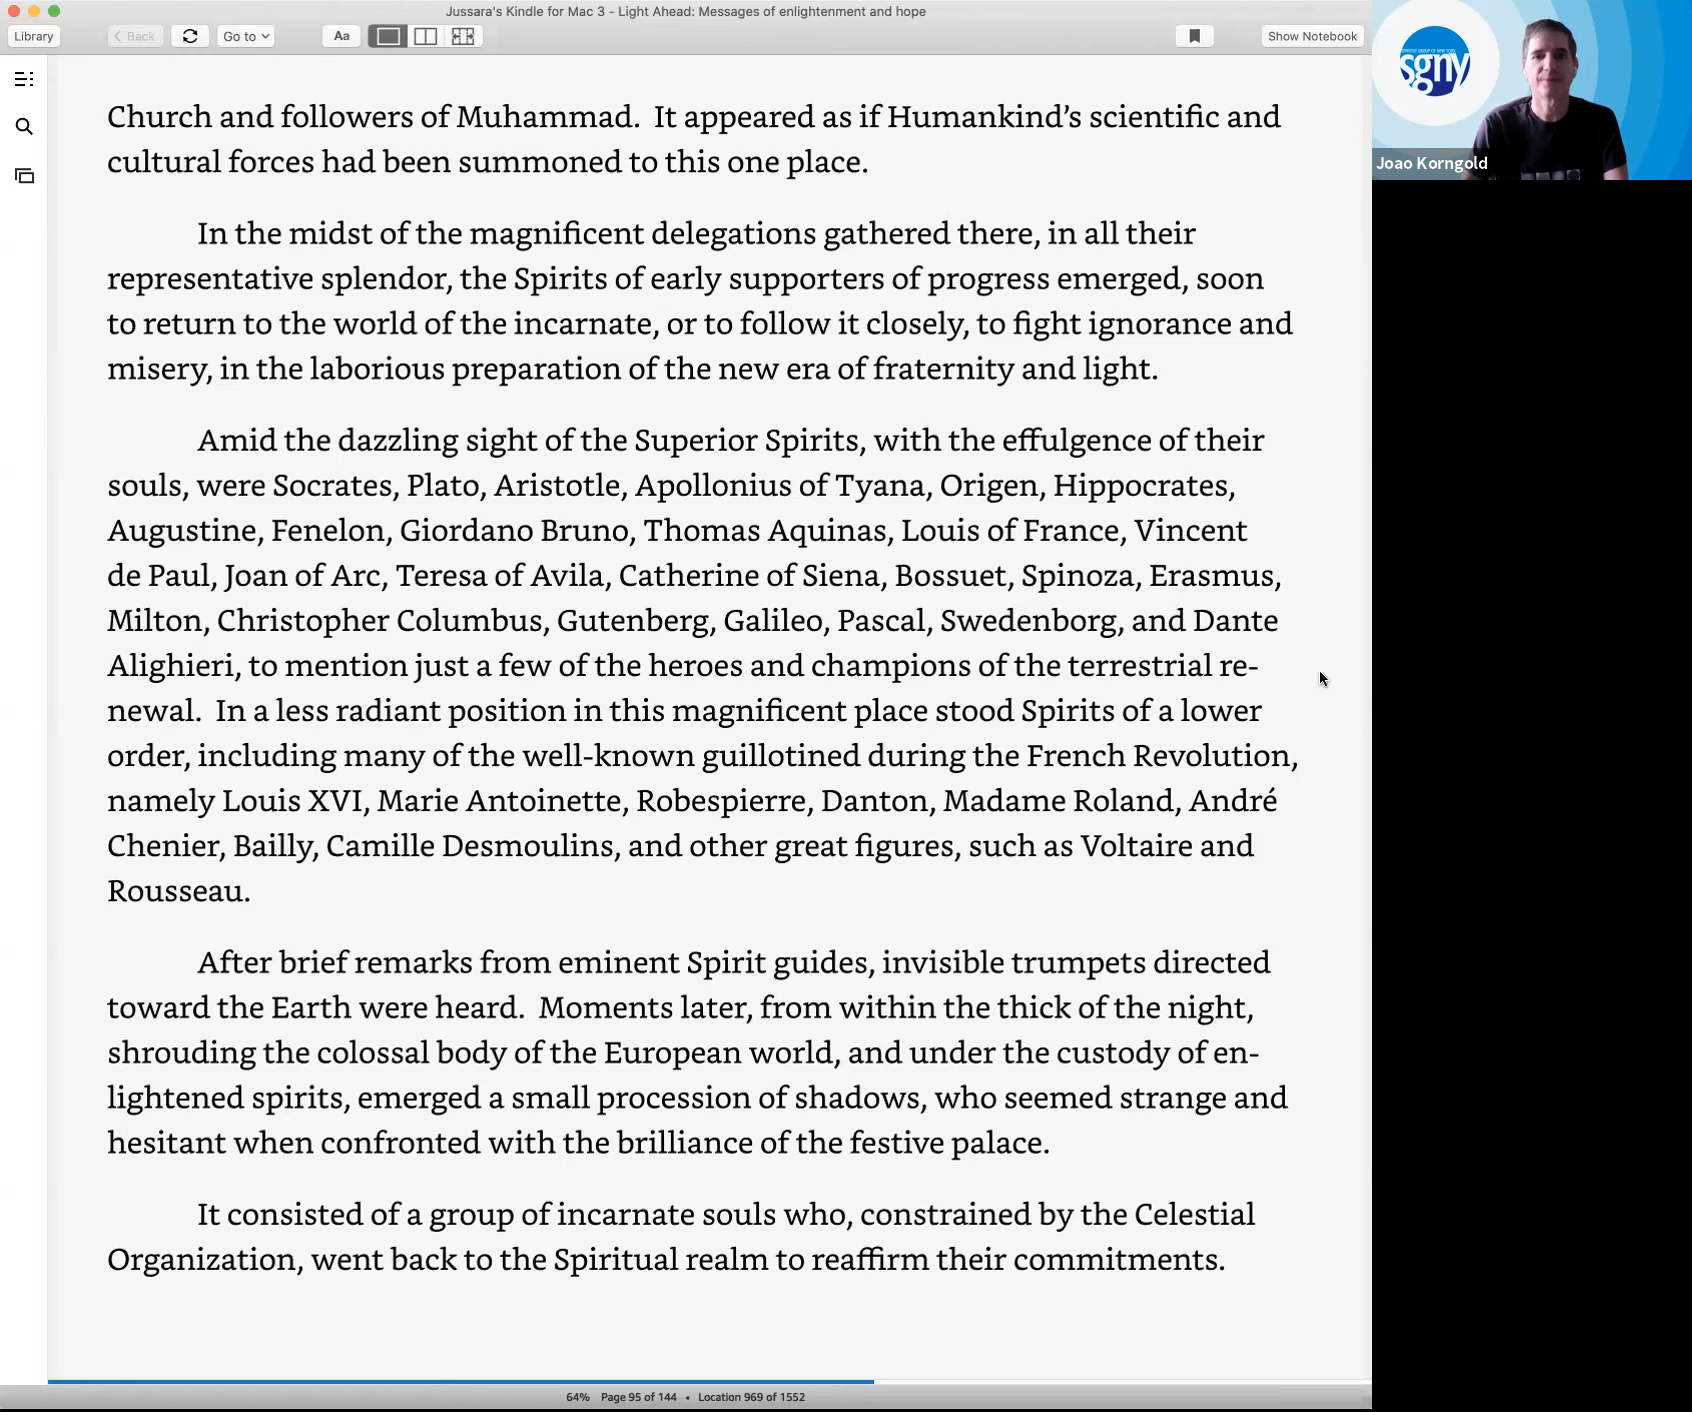 Jussara's Kindle for Mac 3 - Light Ahead: Messages of enlightenment and hope
Library
Back
Go to
Aa
Show Notebook
sgny
Joao Korngold
Church and followers of Muhammad.  It appeared as if Humankind’s scientific and
cultural forces had been summoned to this one place.
In the midst of the magnificent delegations gathered there, in all their
representative splendor, the Spirits of early supporters of progress emerged, soon
to return to the world of the incarnate, or to follow it closely, to fight ignorance and
misery, in the laborious preparation of the new era of fraternity and light.
Amid the dazzling sight of the Superior Spirits, with the effulgence of their
souls, were Socrates, Plato, Aristotle, Apollonius of Tyana, Origen, Hippocrates,
Augustine, Fenelon, Giordano Bruno, Thomas Aquinas, Louis of France, Vincent
de Paul, Joan of Arc, Teresa of Avila, Catherine of Siena, Bossuet, Spinoza, Erasmus,
Milton, Christopher Columbus, Gutenberg, Galileo, Pascal, Swedenborg, and Dante
Alighieri, to mention just a few of the heroes and champions of the terrestrial re-
newal.  In a less radiant position in this magnificent place stood Spirits of a lower
order, including many of the well-known guillotined during the French Revolution,
namely Louis XVI, Marie Antoinette, Robespierre, Danton, Madame Roland, André
Chenier, Bailly, Camille Desmoulins, and other great figures, such as Voltaire and
Rousseau.
After brief remarks from eminent Spirit guides, invisible trumpets directed
toward the Earth were heard.  Moments later, from within the thick of the night,
shrouding the colossal body of the European world, and under the custody of en-
lightened spirits, emerged a small procession of shadows, who seemed strange and
hesitant when confronted with the brilliance of the festive palace.
It consisted of a group of incarnate souls who, constrained by the Celestial
Organization, went back to the Spiritual realm to reaffirm their commitments.
64% Page 95 of 144 • Location 969 of 1552